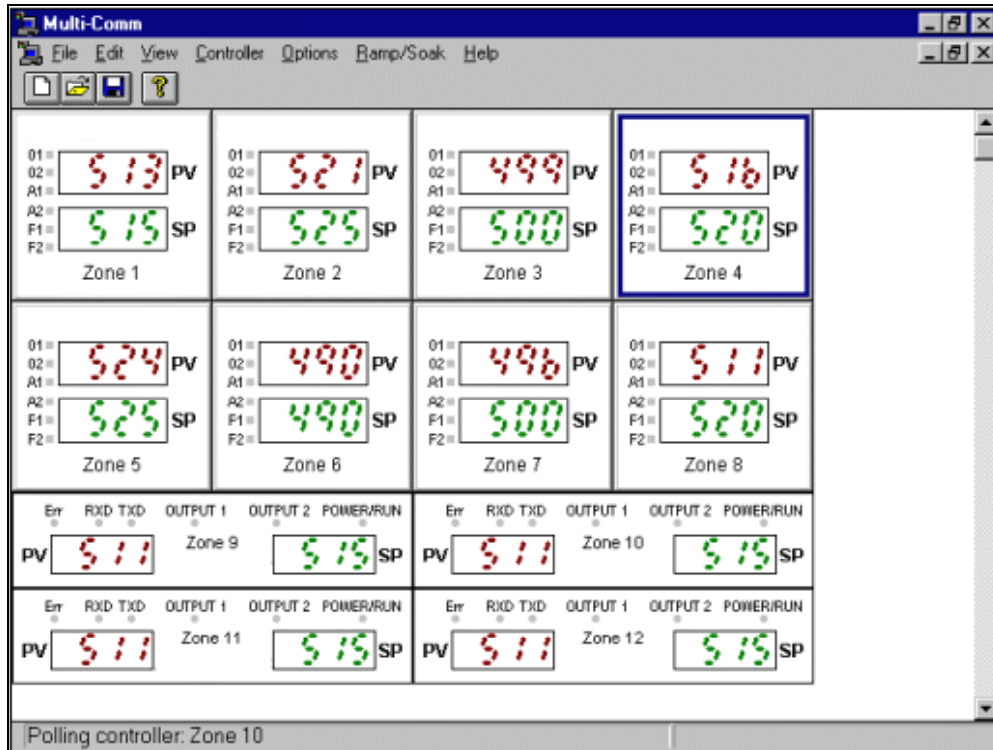 Multi-Comm
File Edit View Controller Options Ramp/Soak Help
01 02 A1 513 PV
A2 F1 F2 515 SP
Zone 1
01 02 A1 521 PV
A2 F1 F2 525 SP
Zone 2
01 02 A1 499 PV
A2 F1 F2 500 SP
Zone 3
01 02 A1 516 PV
A2 F1 F2 520 SP
Zone 4
01 02 A1 524 PV
A2 F1 F2 525 SP
Zone 5
01 02 A1 490 PV
A2 F1 F2 490 SP
Zone 6
01 02 A1 496 PV
A2 F1 F2 500 SP
Zone 7
01 02 A1 511 PV
A2 F1 F2 520 SP
Zone 8
Err RXD TXD OUTPUT 1 OUTPUT 2 POWER/RUN
PV 511 Zone 9 515 SP
Err RXD TXD OUTPUT 1 OUTPUT 2 POWER/RUN
PV 511 Zone 10 515 SP
Err RXD TXD OUTPUT 1 OUTPUT 2 POWER/RUN
PV 511 Zone 11 515 SP
Err RXD TXD OUTPUT 1 OUTPUT 2 POWER/RUN
PV 511 Zone 12 515 SP
Polling controller: Zone 10